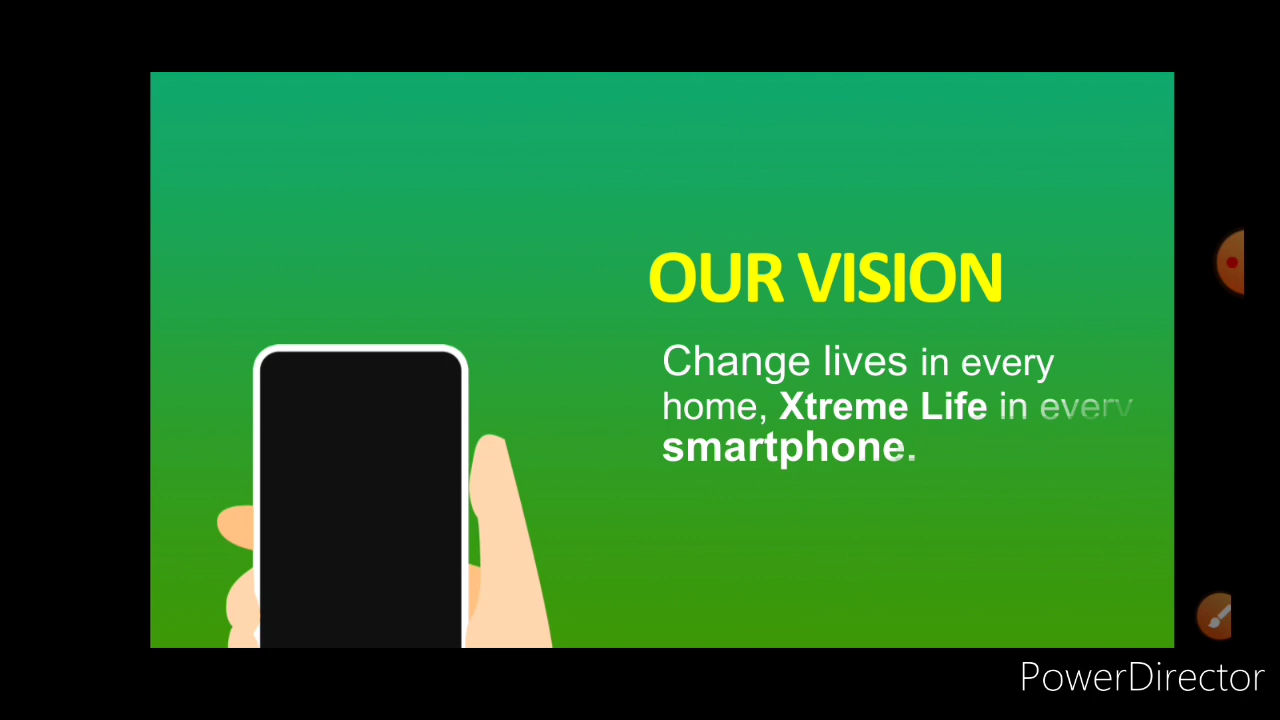 OUR VISION
Change lives in every
home, Xtreme Life in every
smartphone.
PowerDirector